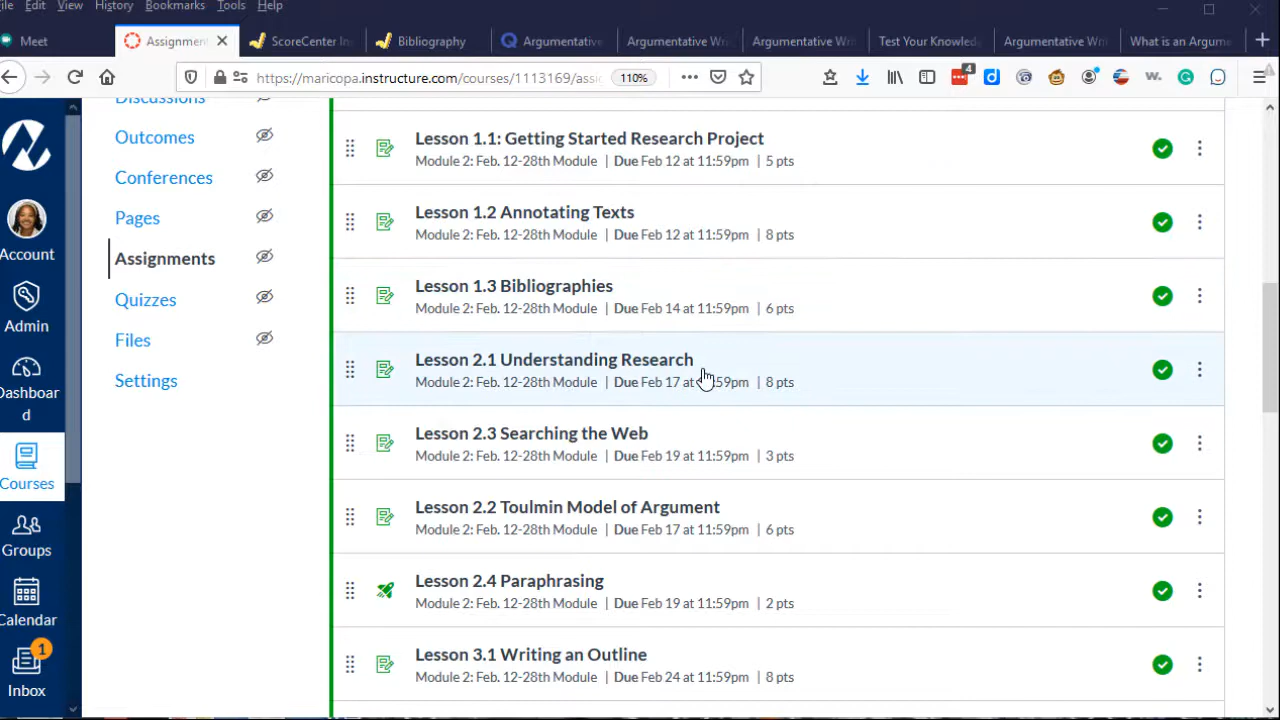 ile Edit View History Bookmarks Tools Help
Meet
Assignmen
ScoreCenter In
Bibliography
Argumentative
Argumentative Wri
Argumentative Wri
Test Your Knowled
Argumentative Wri
What is an Argume
https://maricopa.instructure.com/courses/1113169/assi
110%
4
w.
Account
Admin
Dashboar
d
Courses
Groups
Calendar
1
Inbox
Discussions
Outcomes
Conferences
Pages
Assignments
Quizzes
Files
Settings
Lesson 1.1: Getting Started Research Project
Module 2: Feb. 12-28th Module | Due Feb 12 at 11:59pm | 5 pts
Lesson 1.2 Annotating Texts
Module 2: Feb. 12-28th Module | Due Feb 12 at 11:59pm | 8 pts
Lesson 1.3 Bibliographies
Module 2: Feb. 12-28th Module | Due Feb 14 at 11:59pm | 6 pts
Lesson 2.1 Understanding Research
Module 2: Feb. 12-28th Module | Due Feb 17 at :59pm | 8 pts
Lesson 2.3 Searching the Web
Module 2: Feb. 12-28th Module | Due Feb 19 at 11:59pm | 3 pts
Lesson 2.2 Toulmin Model of Argument
Module 2: Feb. 12-28th Module | Due Feb 17 at 11:59pm | 6 pts
Lesson 2.4 Paraphrasing
Module 2: Feb. 12-28th Module | Due Feb 19 at 11:59pm | 2 pts
Lesson 3.1 Writing an Outline
Module 2: Feb. 12-28th Module | Due Feb 24 at 11:59pm | 8 pts